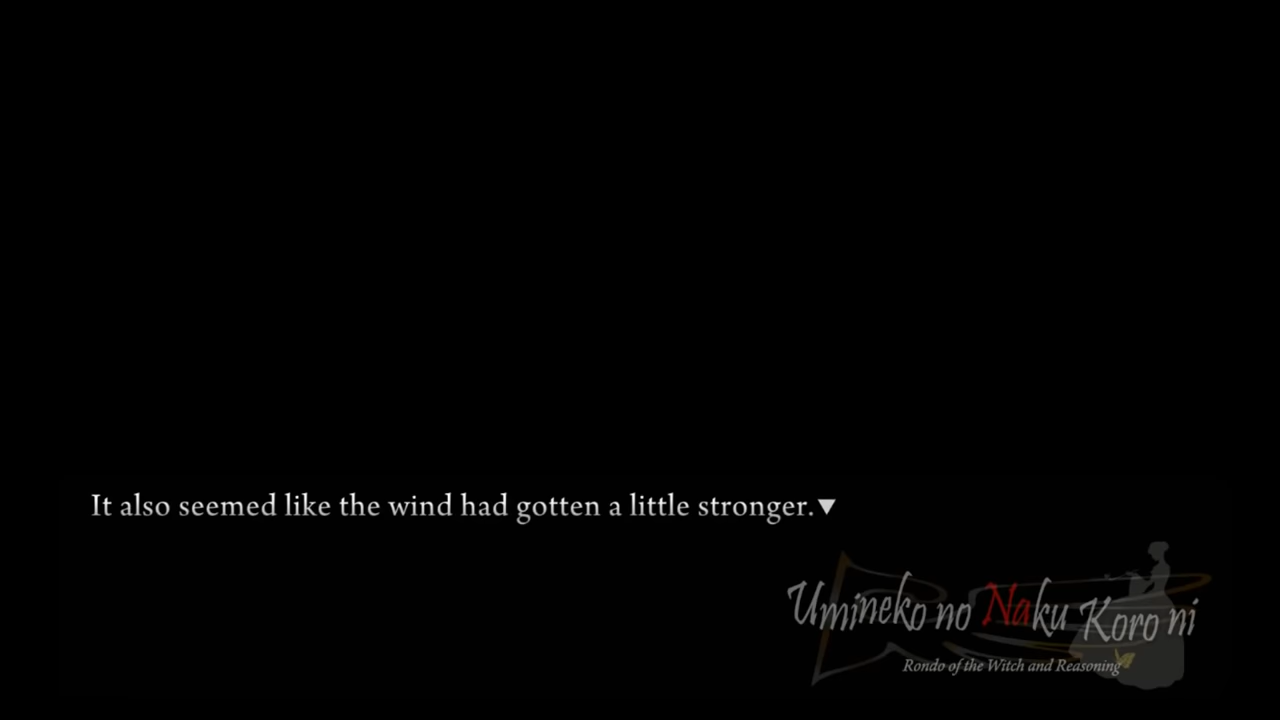 It also seemed like the wind had gotten a little stronger.▼
Umineko no Naku Koro ni
Rondo of the Witch and Reasoning